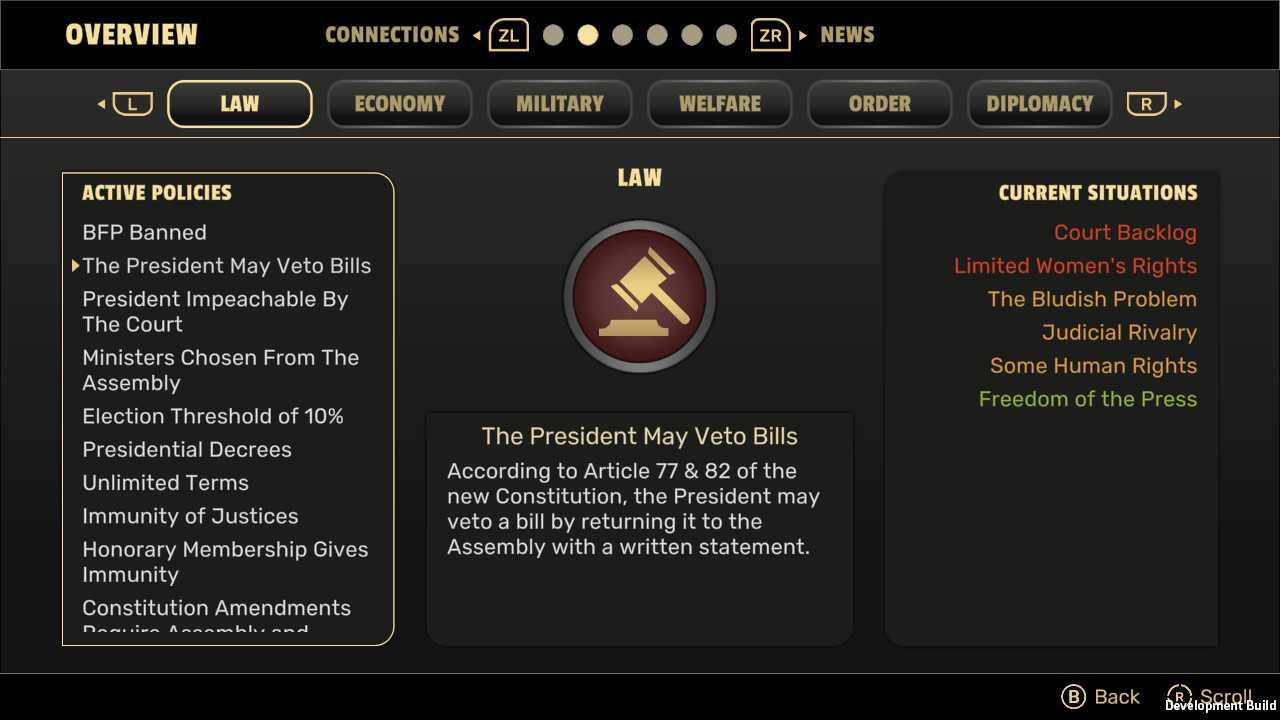 OVERVIEW
CONNECTIONS ZL ZR NEWS
L LAW ECONOMY MILITARY WELFARE ORDER DIPLOMACY R
ACTIVE POLICIES
BFP Banned
The President May Veto Bills
President Impeachable By
The Court
Ministers Chosen From The
Assembly
Election Threshold of 10%
Presidential Decrees
Unlimited Terms
Immunity of Justices
Honorary Membership Gives
Immunity
Constitution Amendments
Require Assembly and
LAW
The President May Veto Bills
According to Article 77 & 82 of the
new Constitution, the President may
veto a bill by returning it to the
Assembly with a written statement.
CURRENT SITUATIONS
Court Backlog
Limited Women's Rights
The Bludish Problem
Judicial Rivalry
Some Human Rights
Freedom of the Press
B Back R Scroll
Development Build